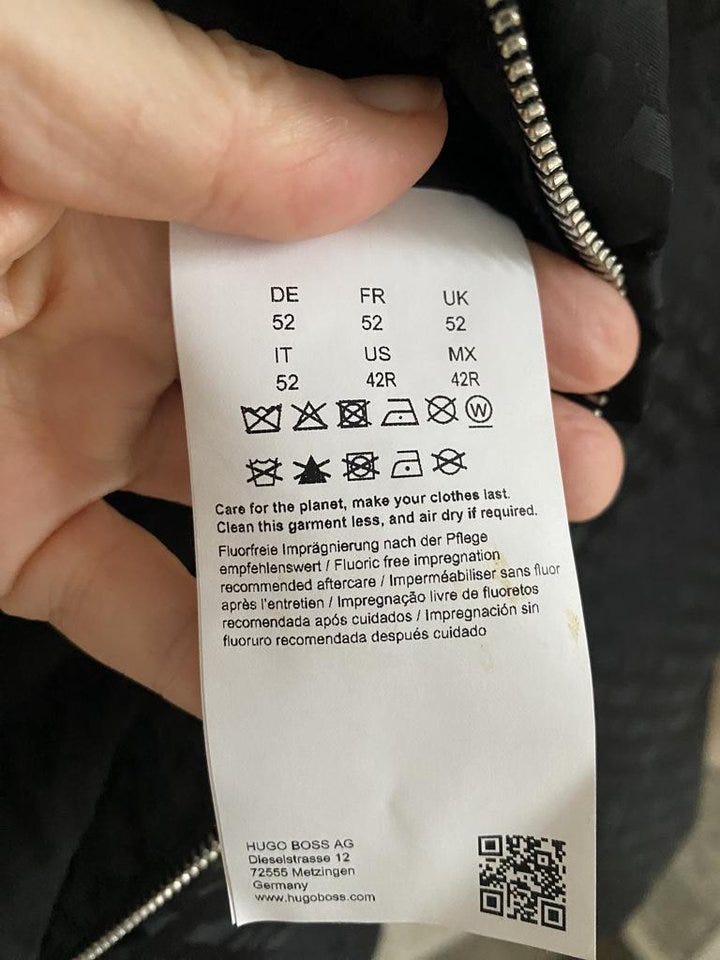 DE FR UK
52 52 52
IT US MX
52 42R 42R
W
Care for the planet, make your clothes last.
Clean this garment less, and air dry if required.
Fluorfreie Imprägnierung nach der Pflege
empfehlenswert / Fluoric free impregnation
recommended aftercare / Imperméabiliser sans fluor
après l'entretien / Impregnação livre de fluoretos
recomendada após cuidados / Impregnación sin
fluoruro recomendada después cuidado
HUGO BOSS AG
Dieselstrasse 12
72555 Metzingen
Germany
www.hugoboss.com